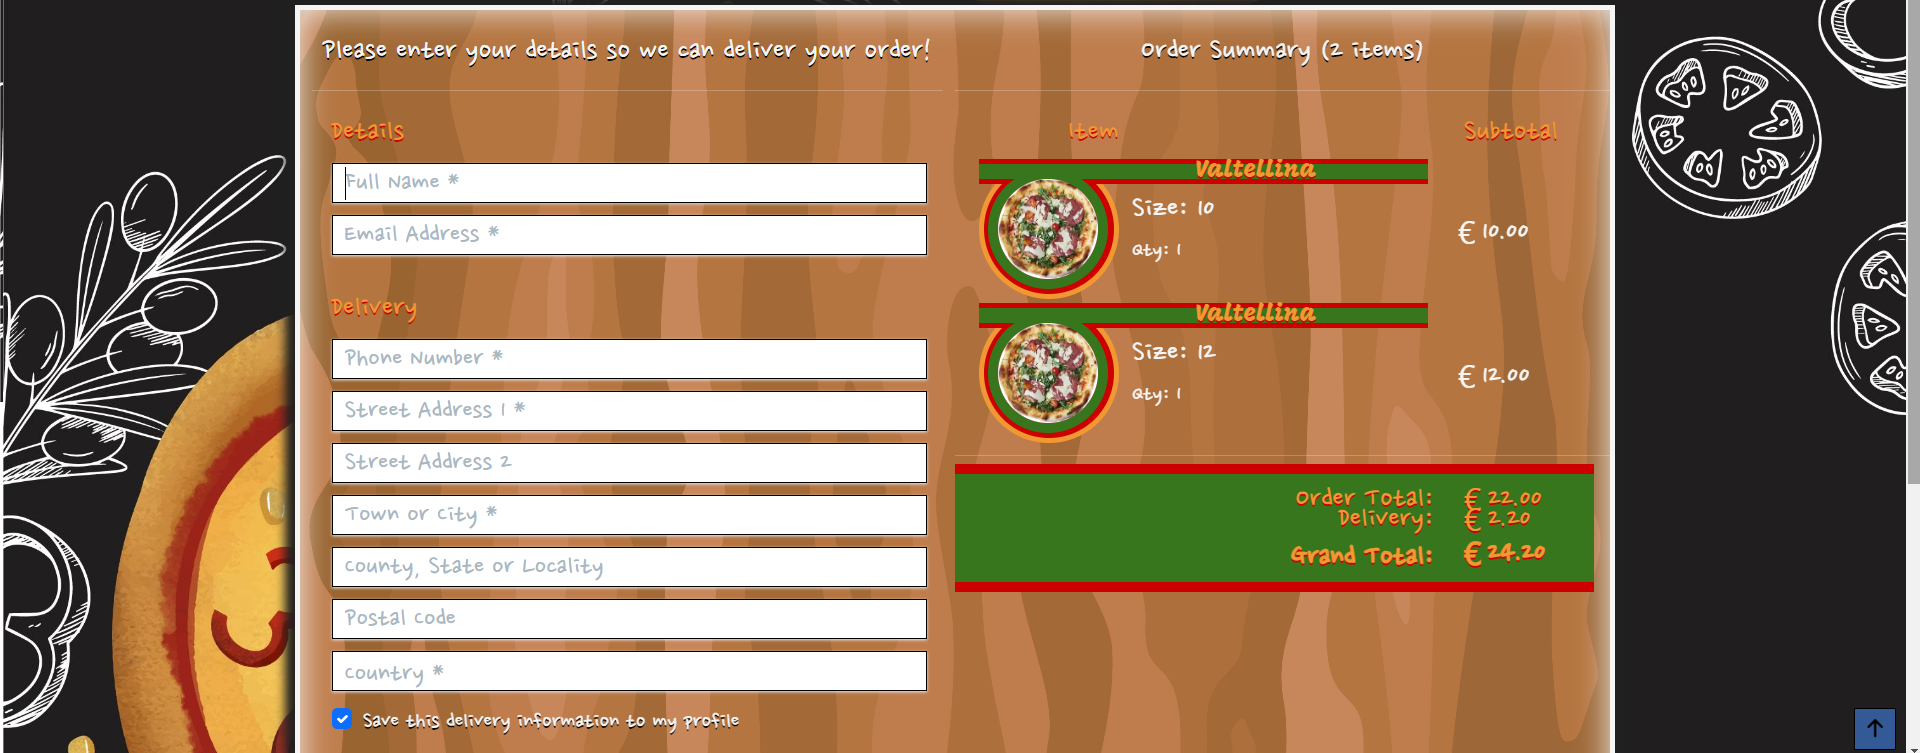 Please enter your details so we can deliver your order!
Details
Full Name *
Email Address *
Delivery
Phone Number *
Street Address 1 *
Street Address 2
Town or City *
County, State or Locality
Postal Code
Country *
Save this delivery information to my profile
Order Summary (2 items)
Item Subtotal
Valtellina
Size: 10
Qty: 1
€ 10.00
Valtellina
Size: 12
Qty: 1
€ 12.00
Order Total: € 22.00
Delivery: € 2.20
Grand Total: € 24.20